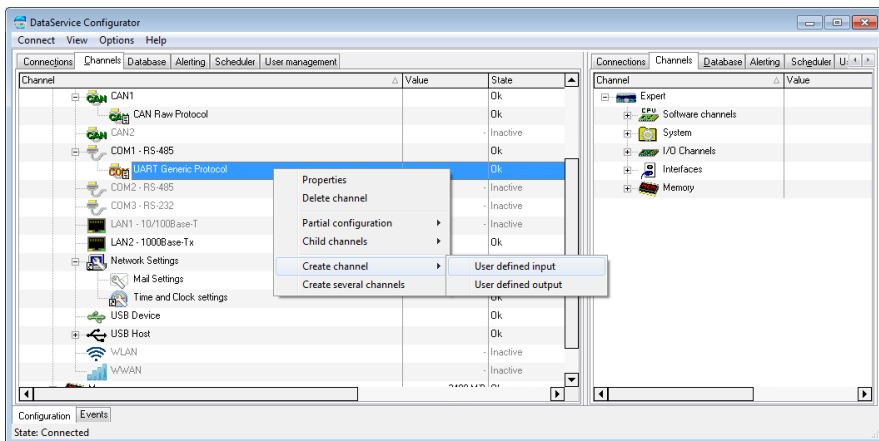 DataService Configurator
Connect View Options Help
Connections Channels Database Alerting Scheduler User management
Connections Channels Database Alerting Scheduler
Channel Value State
Channel Value
CAN1 Ok
CAN Raw Protocol Ok
CAN2 - Inactive
COM1 - RS-485 Ok
UART Generic Protocol Ok
COM2 - RS-485 - Inactive
COM3 - RS-232 - Inactive
LAN1 - 10/100Base-T - Inactive
LAN2 - 1000Base-Tx Ok
Network Settings
Mail Settings
Time and Clock settings Ok
USB Device Ok
USB Host Ok
WLAN - Inactive
WWAN - Inactive
Properties
Delete channel
Partial configuration
Child channels
Create channel
Create several channels
User defined input
User defined output
Expert
Software channels
System
I/O Channels
Interfaces
Memory
Configuration Events
State: Connected